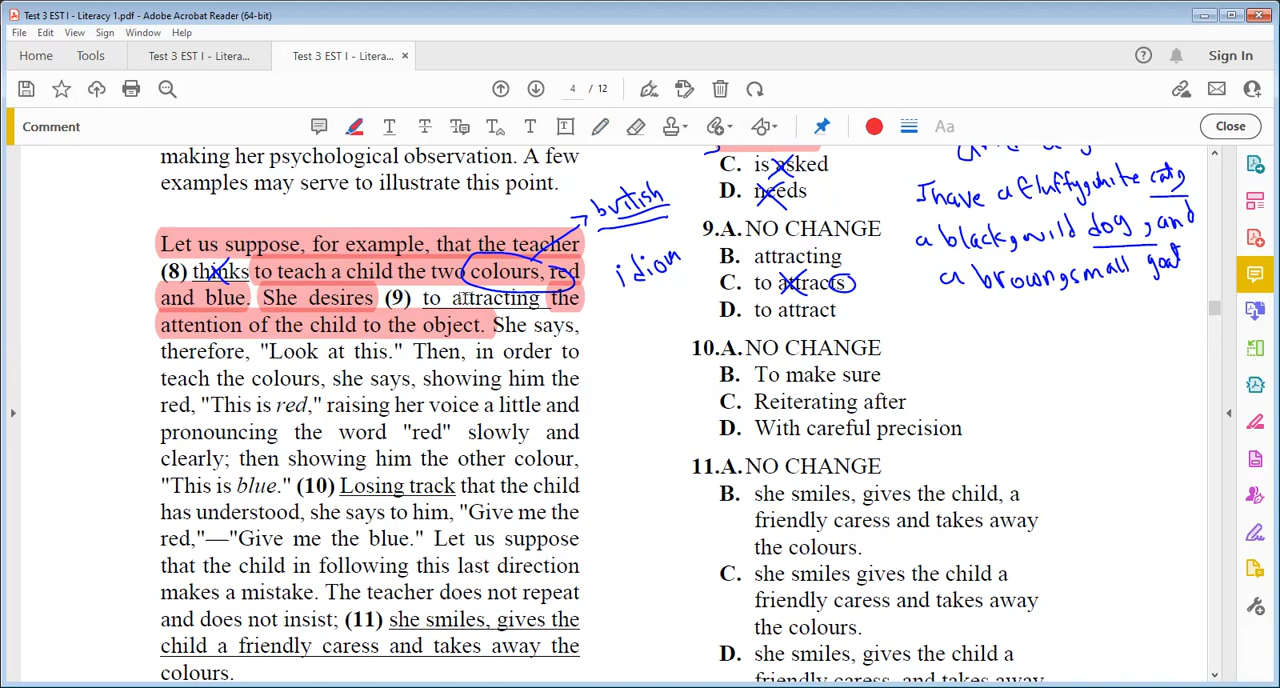 Test 3 EST I - Literacy 1.pdf - Adobe Acrobat Reader (64-bit)
File Edit View Sign Window Help
Home Tools Test 3 EST I - Litera... Test 3 EST I - Litera... × Sign In
4 / 12
Comment Close
making her psychological observation. A few
examples may serve to illustrate this point.
british
idiom
Let us suppose, for example, that the teacher
(8) thinks to teach a child the two colours, red
and blue. She desires (9) to attracting the
attention of the child to the object. She says,
therefore, "Look at this." Then, in order to
teach the colours, she says, showing him the
red, "This is red," raising her voice a little and
pronouncing the word "red" slowly and
clearly; then showing him the other colour,
"This is blue." (10) Losing track that the child
has understood, she says to him, "Give me the
red,"—"Give me the blue." Let us suppose
that the child in following this last direction
makes a mistake. The teacher does not repeat
and does not insist; (11) she smiles, gives the
child a friendly caress and takes away the
colours.
C. is asked
D. needs
9.A. NO CHANGE
B. attracting
C. to attracts
D. to attract
10.A. NO CHANGE
B. To make sure
C. Reiterating after
D. With careful precision
11.A. NO CHANGE
B. she smiles, gives the child, a
friendly caress and takes away
the colours.
C. she smiles gives the child a
friendly caress and takes away
the colours.
D. she smiles, gives the child a
friendly caress, and takes away
I have a fluffy, white cat,
a black, wild dog, and
a brown, small goat